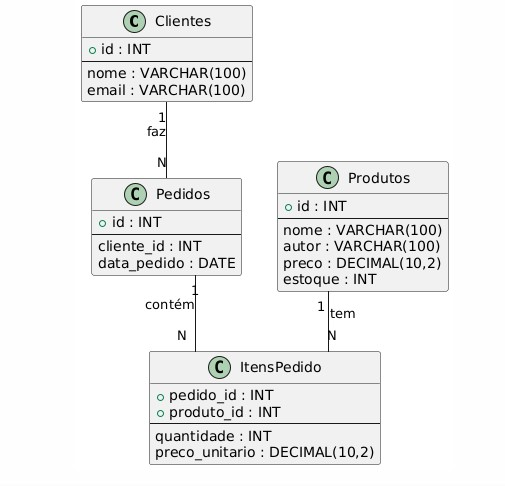 C Clientes
id : INT
nome : VARCHAR(100)
email : VARCHAR(100)
1
faz
N
C Pedidos
id : INT
cliente_id : INT
data_pedido : DATE
C Produtos
id : INT
nome : VARCHAR(100)
autor : VARCHAR(100)
preco : DECIMAL(10,2)
estoque : INT
1
contém
N
1
tem
N
C ItensPedido
pedido_id : INT
produto_id : INT
quantidade : INT
preco_unitario : DECIMAL(10,2)